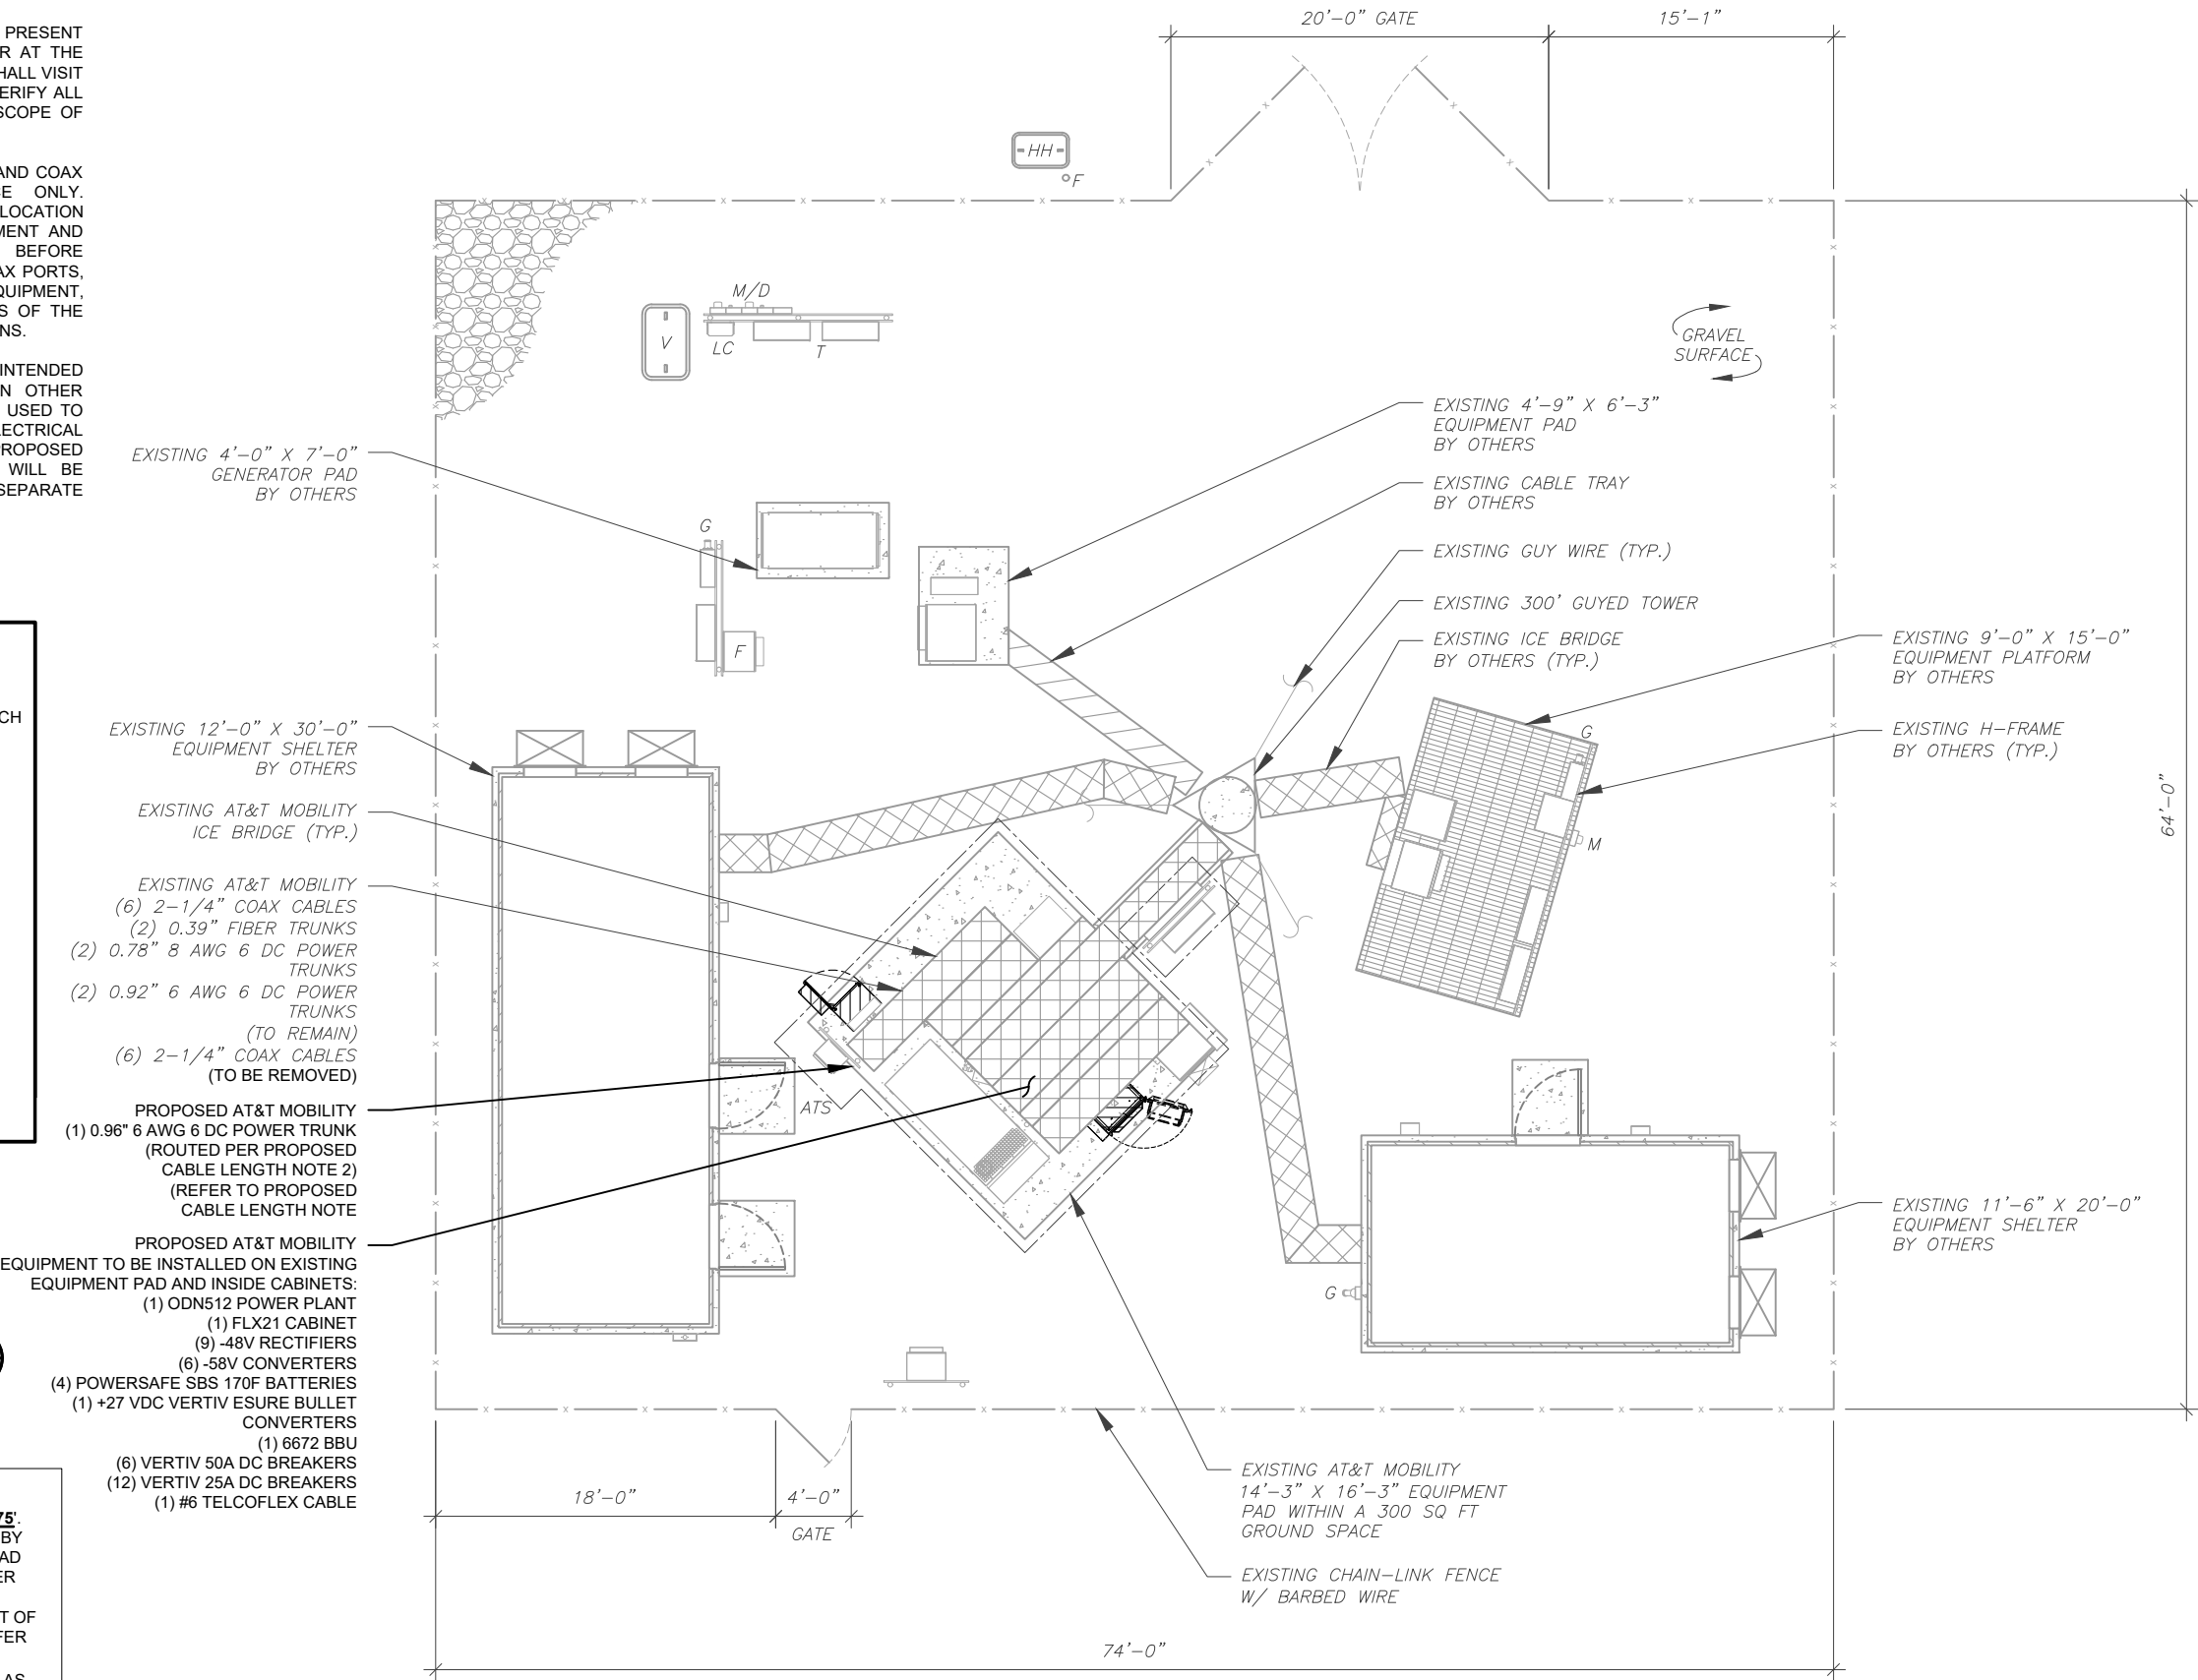 PRESENT
R AT THE
HALL VISIT
ERIFY ALL
SCOPE OF
AND COAX
CE ONLY.
LOCATION
MENT AND
BEFORE
AX PORTS,
QUIPMENT,
S OF THE
NS.
INTENDED
N OTHER
USED TO
LECTRICAL
PROPOSED
WILL BE
SEPARATE
CH
20'-0" GATE
15'-1"
HH
F
M/D
V
LC
T
GRAVEL
SURFACE
EXISTING 4'-0" X 7'-0"
GENERATOR PAD
BY OTHERS
EXISTING 4'-9" X 6'-3"
EQUIPMENT PAD
BY OTHERS
EXISTING CABLE TRAY
BY OTHERS
EXISTING GUY WIRE (TYP.)
EXISTING 300' GUYED TOWER
EXISTING ICE BRIDGE
BY OTHERS (TYP.)
G
F
EXISTING 9'-0" X 15'-0"
EQUIPMENT PLATFORM
BY OTHERS
EXISTING H-FRAME
BY OTHERS (TYP.)
G
M
64'-0"
EXISTING 12'-0" X 30'-0"
EQUIPMENT SHELTER
BY OTHERS
EXISTING AT&T MOBILITY
ICE BRIDGE (TYP.)
EXISTING AT&T MOBILITY
(6) 2-1/4" COAX CABLES
(2) 0.39" FIBER TRUNKS
(2) 0.78" 8 AWG 6 DC POWER
TRUNKS
(2) 0.92" 6 AWG 6 DC POWER
TRUNKS
(TO REMAIN)
(6) 2-1/4" COAX CABLES
(TO BE REMOVED)
ATS
PROPOSED AT&T MOBILITY
(1) 0.96" 6 AWG 6 DC POWER TRUNK
(ROUTED PER PROPOSED
CABLE LENGTH NOTE 2)
(REFER TO PROPOSED
CABLE LENGTH NOTE
PROPOSED AT&T MOBILITY
EQUIPMENT TO BE INSTALLED ON EXISTING
EQUIPMENT PAD AND INSIDE CABINETS:
(1) ODN512 POWER PLANT
(1) FLX21 CABINET
(9) -48V RECTIFIERS
(6) -58V CONVERTERS
(4) POWERSAFE SBS 170F BATTERIES
(1) +27 VDC VERTIV ESURE BULLET
CONVERTERS
(1) 6672 BBU
(6) VERTIV 50A DC BREAKERS
(12) VERTIV 25A DC BREAKERS
(1) #6 TELCOFLEX CABLE
EXISTING 11'-6" X 20'-0"
EQUIPMENT SHELTER
BY OTHERS
G
EXISTING AT&T MOBILITY
14'-3" X 16'-3" EQUIPMENT
PAD WITHIN A 300 SQ FT
GROUND SPACE
EXISTING CHAIN-LINK FENCE
W/ BARBED WIRE
18'-0"
4'-0"
GATE
74'-0"
75'.
BY
AD
ER
T OF
FER
AS